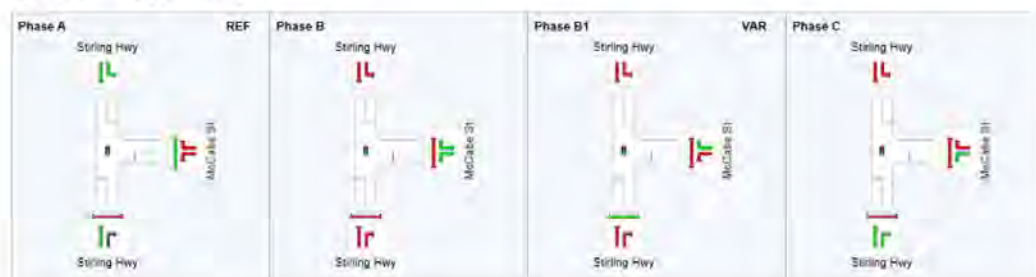 Phase A REF
Stirling Hwy
McCabe St
Stirling Hwy
Phase B
Stirling Hwy
McCabe St
Stirling Hwy
Phase B1 VAR
Stirling Hwy
McCabe St
Stirling Hwy
Phase C
Stirling Hwy
McCabe St
Stirling Hwy